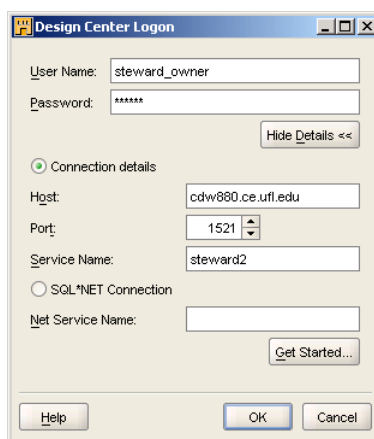 Design Center Logon
User Name: steward_owner
Password: ******
Hide Details <<
Connection details
Host: cdw880.ce.ufl.edu
Port: 1521
Service Name: steward2
SQL*NET Connection
Net Service Name:
Get Started...
Help OK Cancel